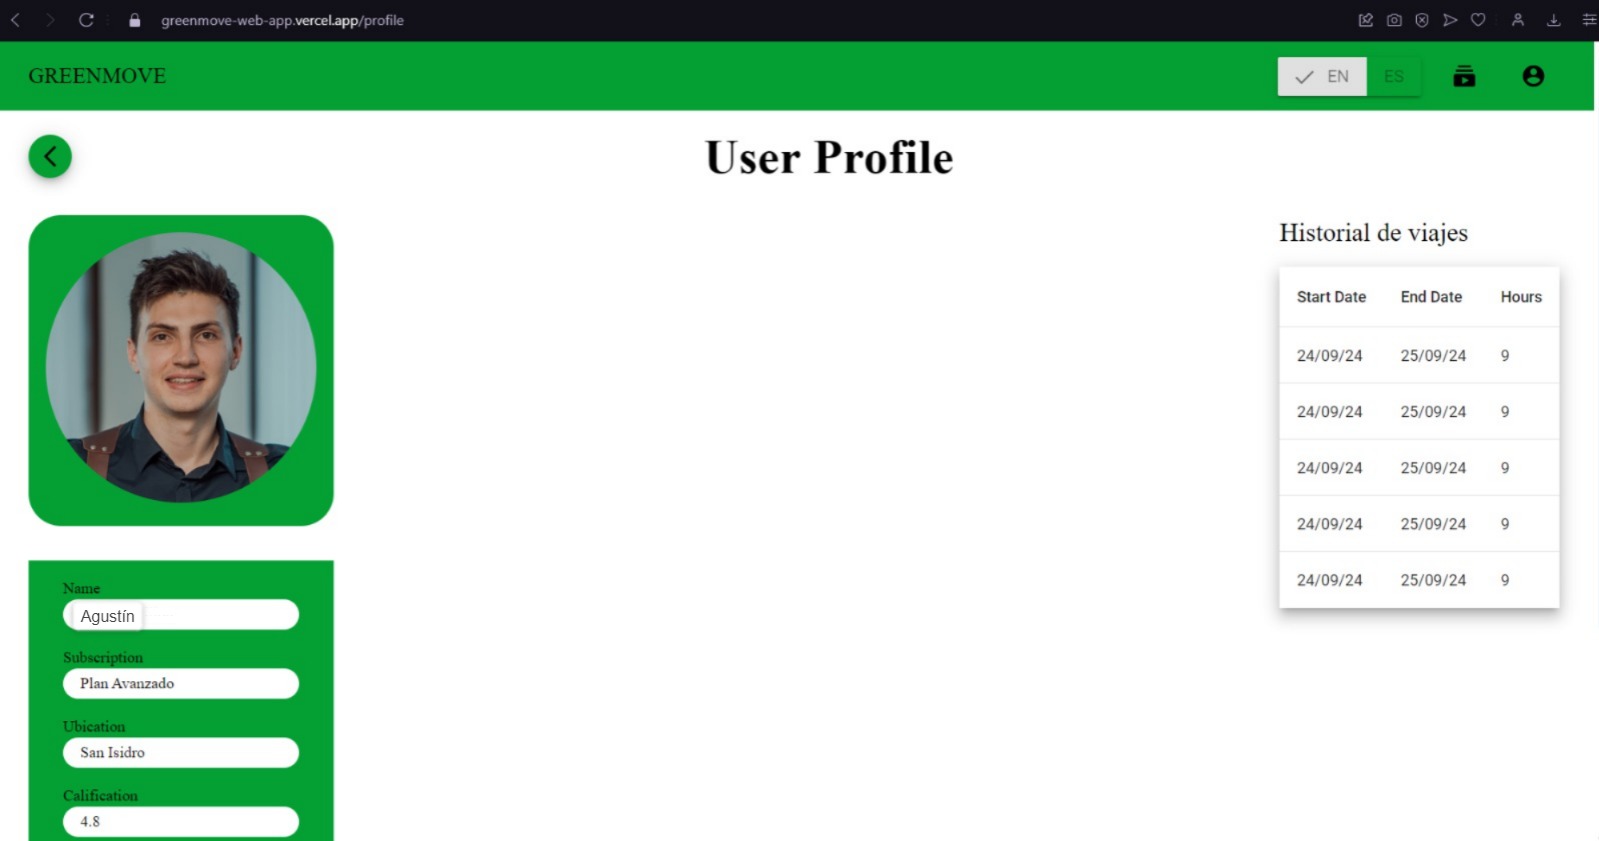 greenmove-web-app.vercel.app/profile
GREENMOVE
EN
ES
User Profile
Historial de viajes
Start Date End Date Hours
24/09/24 25/09/24 9
24/09/24 25/09/24 9
24/09/24 25/09/24 9
24/09/24 25/09/24 9
24/09/24 25/09/24 9
Name
Agustín
Subscription
Plan Avanzado
Ubication
San Isidro
Calification
4.8